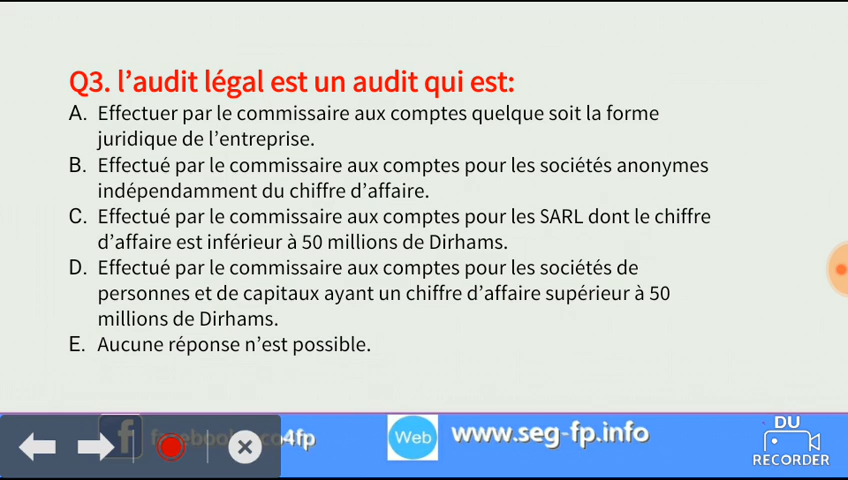 Q3. l'audit légal est un audit qui est:
A. Effectuer par le commissaire aux comptes quelque soit la forme
juridique de l'entreprise.
B. Effectué par le commissaire aux comptes pour les sociétés anonymes
indépendamment du chiffre d'affaire.
C. Effectué par le commissaire aux comptes pour les SARL dont le chiffre
d'affaire est inférieur à 50 millions de Dirhams.
D. Effectué par le commissaire aux comptes pour les sociétés de
personnes et de capitaux ayant un chiffre d'affaire supérieur à 50
millions de Dirhams.
E. Aucune réponse n'est possible.
Web
www.seg-fp.info
DU
RECORDER